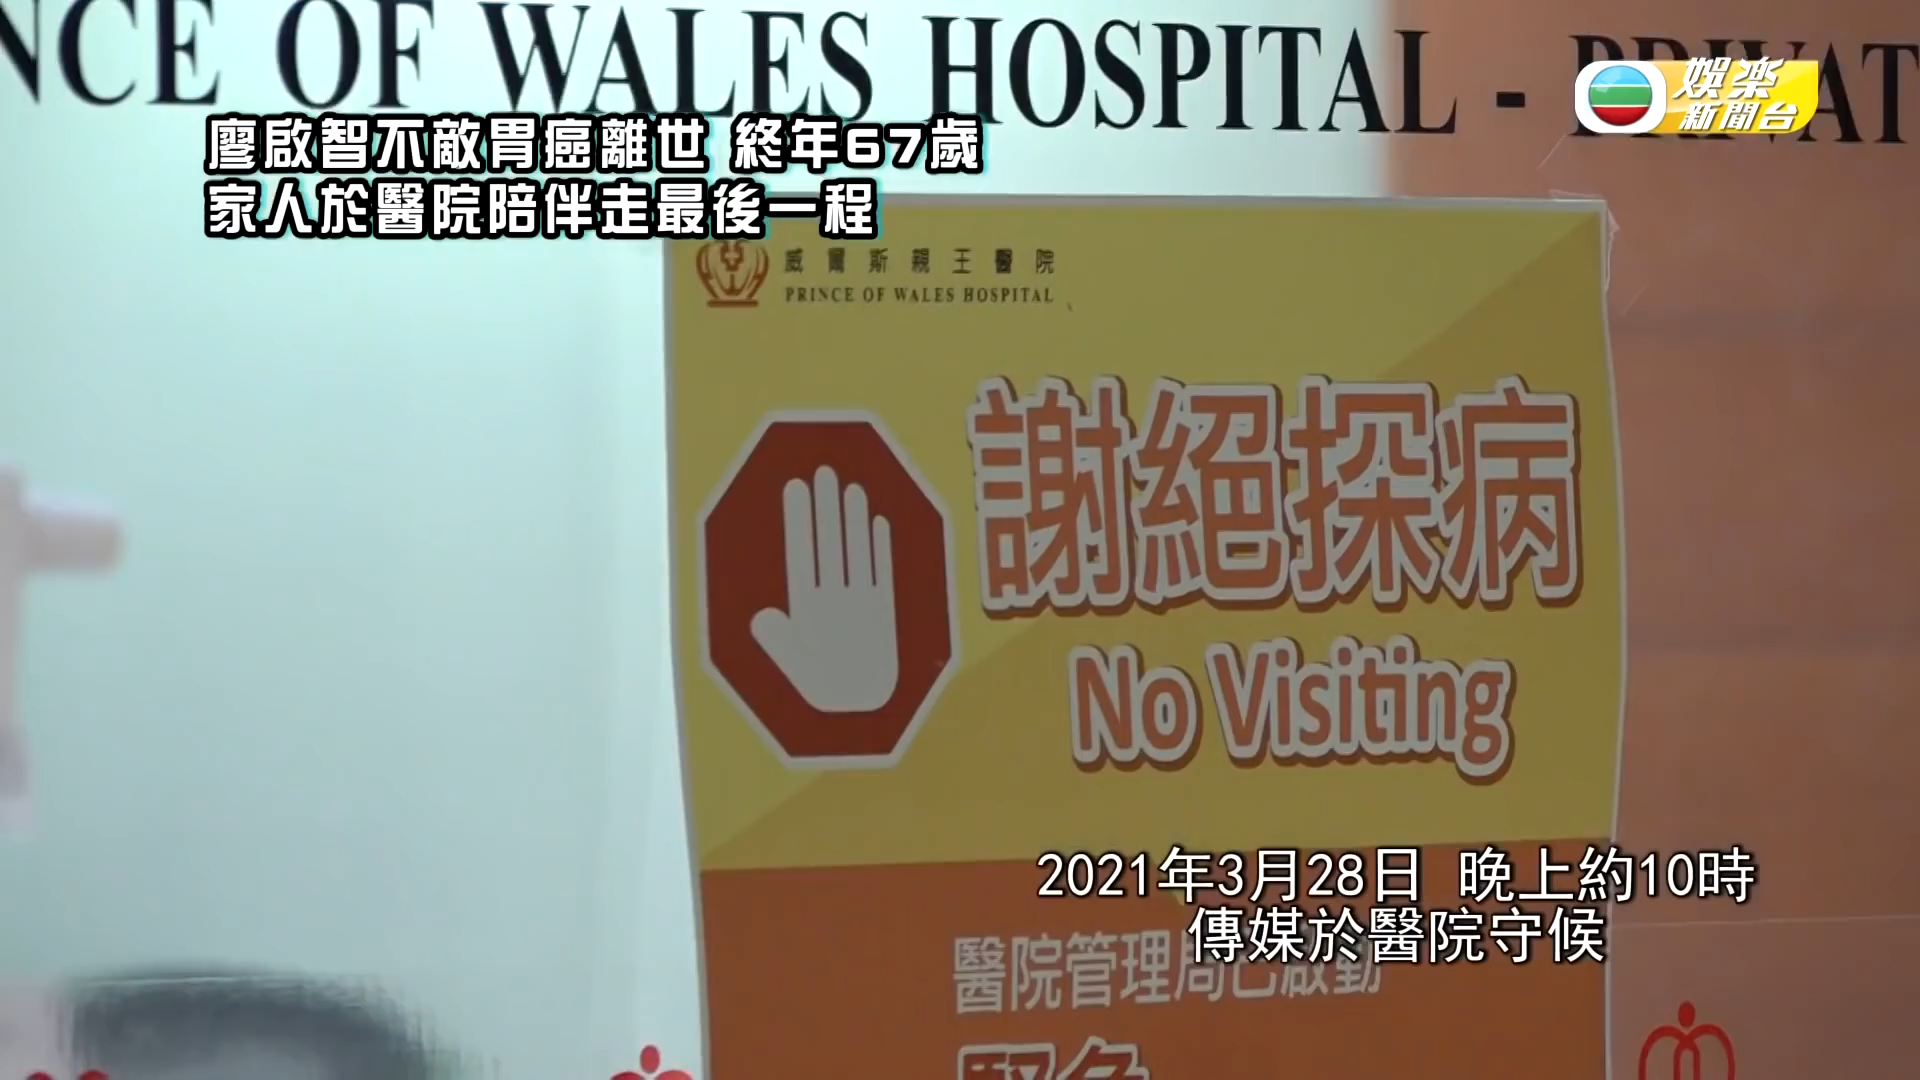 NCE OF WALES HOSPITAL - PRIVAT
娛樂
新聞台
廖啟智不敵胃癌離世 終年67歲
家人於醫院陪伴走最後一程
威爾斯親王醫院
PRINCE OF WALES HOSPITAL
謝絕探病
No Visiting
2021年3月28日 晚上約10時
傳媒於醫院守候
醫院管理局已啟動
緊急